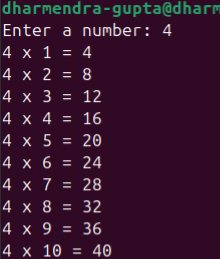 dharmendra-gupta@dharm
Enter a number: 4
4 x 1 = 4
4 x 2 = 8
4 x 3 = 12
4 x 4 = 16
4 x 5 = 20
4 x 6 = 24
4 x 7 = 28
4 x 8 = 32
4 x 9 = 36
4 x 10 = 40